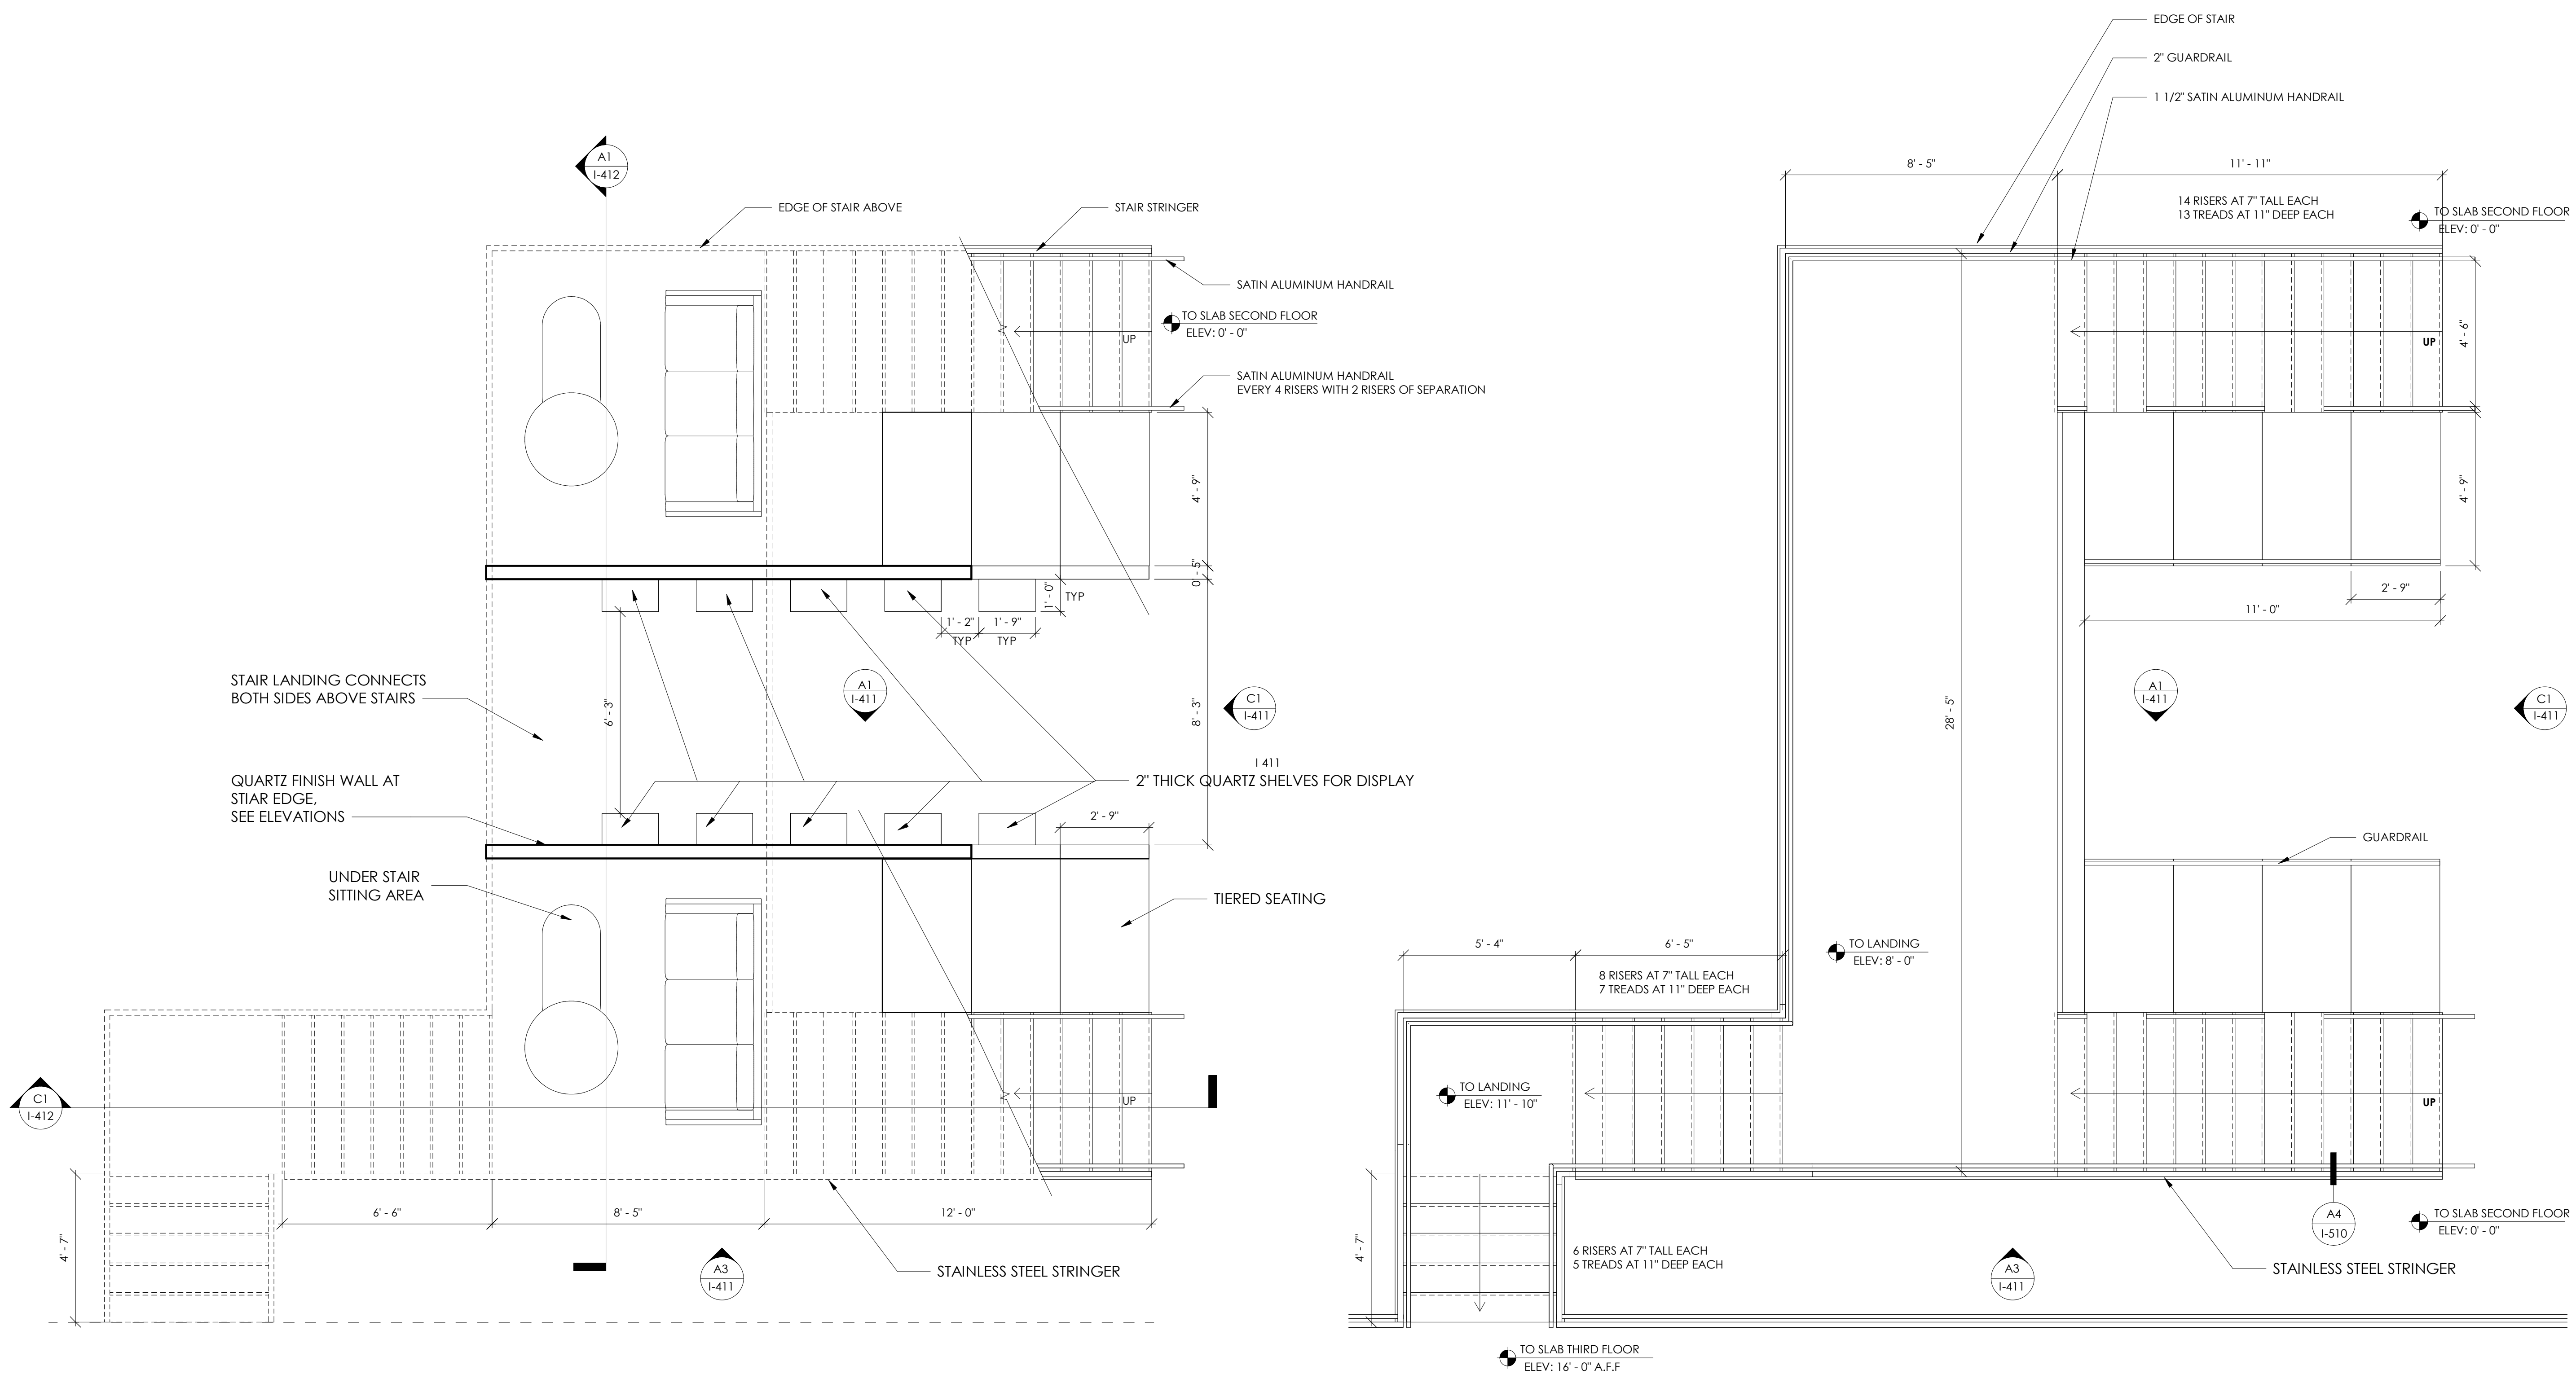 A1
I-412
EDGE OF STAIR ABOVE
STAIR STRINGER
SATIN ALUMINUM HANDRAIL
TO SLAB SECOND FLOOR
ELEV: 0' - 0"
UP
SATIN ALUMINUM HANDRAIL
EVERY 4 RISERS WITH 2 RISERS OF SEPARATION
4' - 9"
0' - 5"
1' - 0"
TYP
1' - 2"
TYP
1' - 9"
TYP
STAIR LANDING CONNECTS
BOTH SIDES ABOVE STAIRS
6' - 3"
A1
I-411
8' - 3"
C1
I-411
I 411
2" THICK QUARTZ SHELVES FOR DISPLAY
QUARTZ FINISH WALL AT
STIAR EDGE,
SEE ELEVATIONS
2' - 9"
UNDER STAIR
SITTING AREA
TIERED SEATING
C1
I-412
UP
6' - 6"
8' - 5"
12' - 0"
4' - 7"
A3
I-411
STAINLESS STEEL STRINGER
EDGE OF STAIR
2" GUARDRAIL
1 1/2" SATIN ALUMINUM HANDRAIL
8' - 5"
11' - 11"
14 RISERS AT 7" TALL EACH
13 TREADS AT 11" DEEP EACH
TO SLAB SECOND FLOOR
ELEV: 0' - 0"
UP
4' - 6"
4' - 9"
2' - 9"
11' - 0"
A1
I-411
C1
I-411
28' - 5"
GUARDRAIL
5' - 4"
6' - 5"
8 RISERS AT 7" TALL EACH
7 TREADS AT 11" DEEP EACH
TO LANDING
ELEV: 8' - 0"
TO LANDING
ELEV: 11' - 10"
UP
A4
I-510
TO SLAB SECOND FLOOR
ELEV: 0' - 0"
4' - 7"
6 RISERS AT 7" TALL EACH
5 TREADS AT 11" DEEP EACH
A3
I-411
STAINLESS STEEL STRINGER
TO SLAB THIRD FLOOR
ELEV: 16' - 0" A.F.F